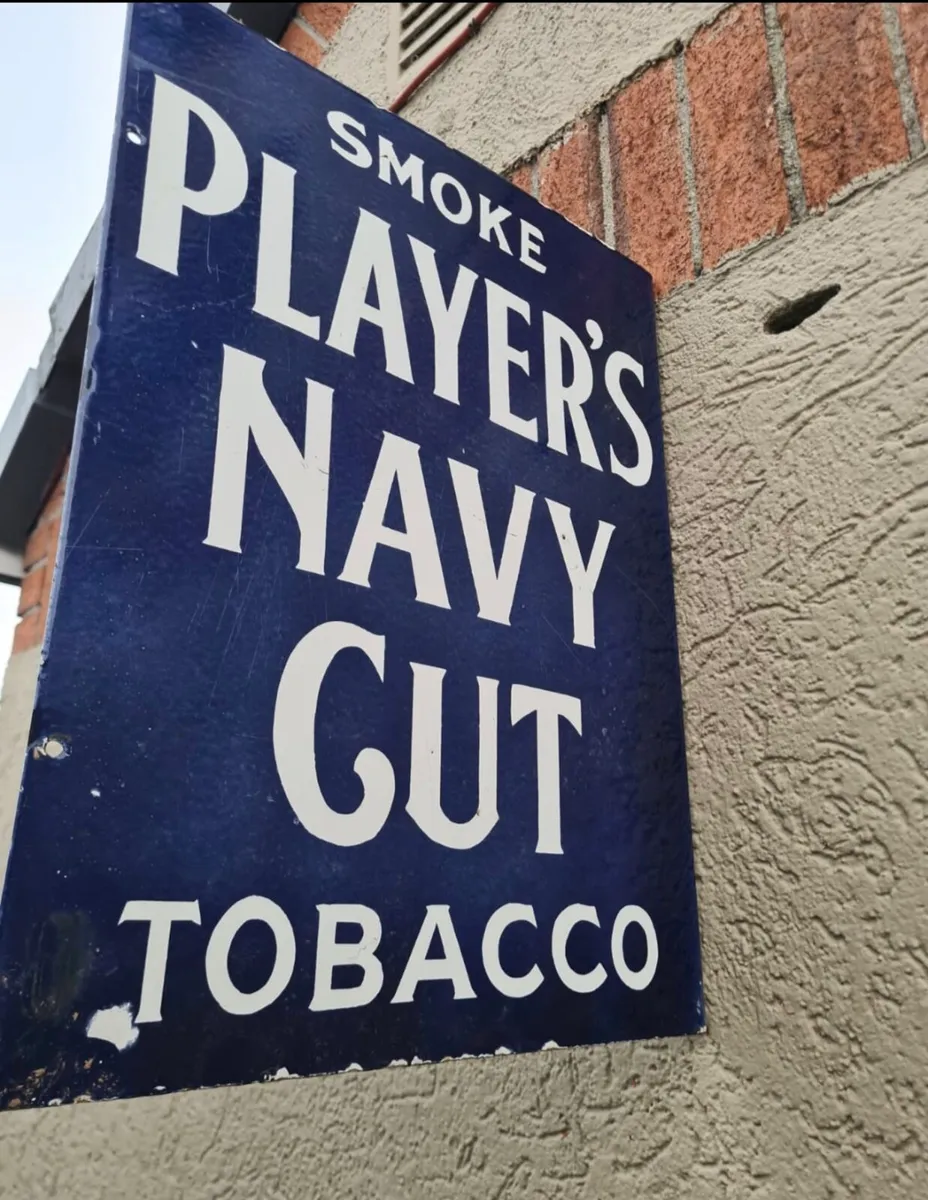 SMOKE
PLAYER'S
NAVY
CUT
TOBACCO